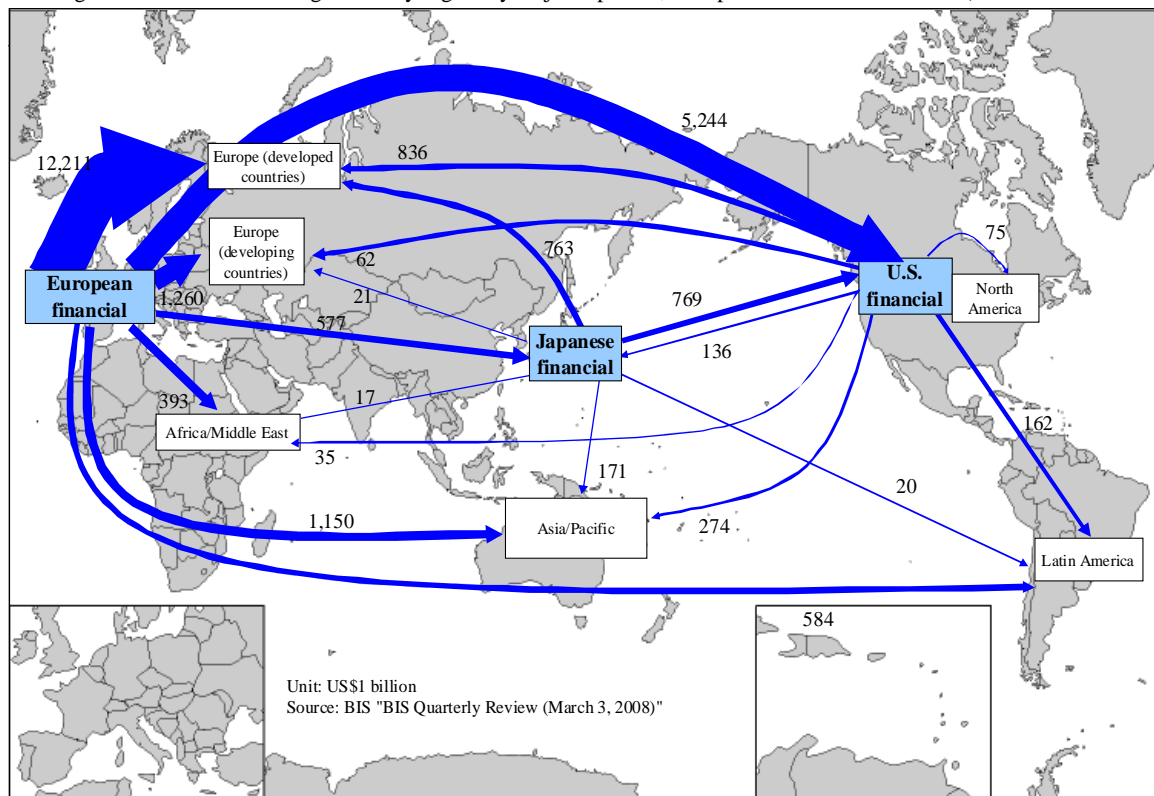 5,244
12,211
Europe (developed
countries)
836
Europe
(developing
countries)
62
763
75
European
financial
1,260
21
U.S.
financial
North
America
577
769
Japanese
financial
136
393
17
Africa/Middle East
35
162
171
20
1,150
Asia/Pacific
274
Latin America
584
Unit: US$1 billion
Source: BIS "BIS Quarterly Review (March 3, 2008)"